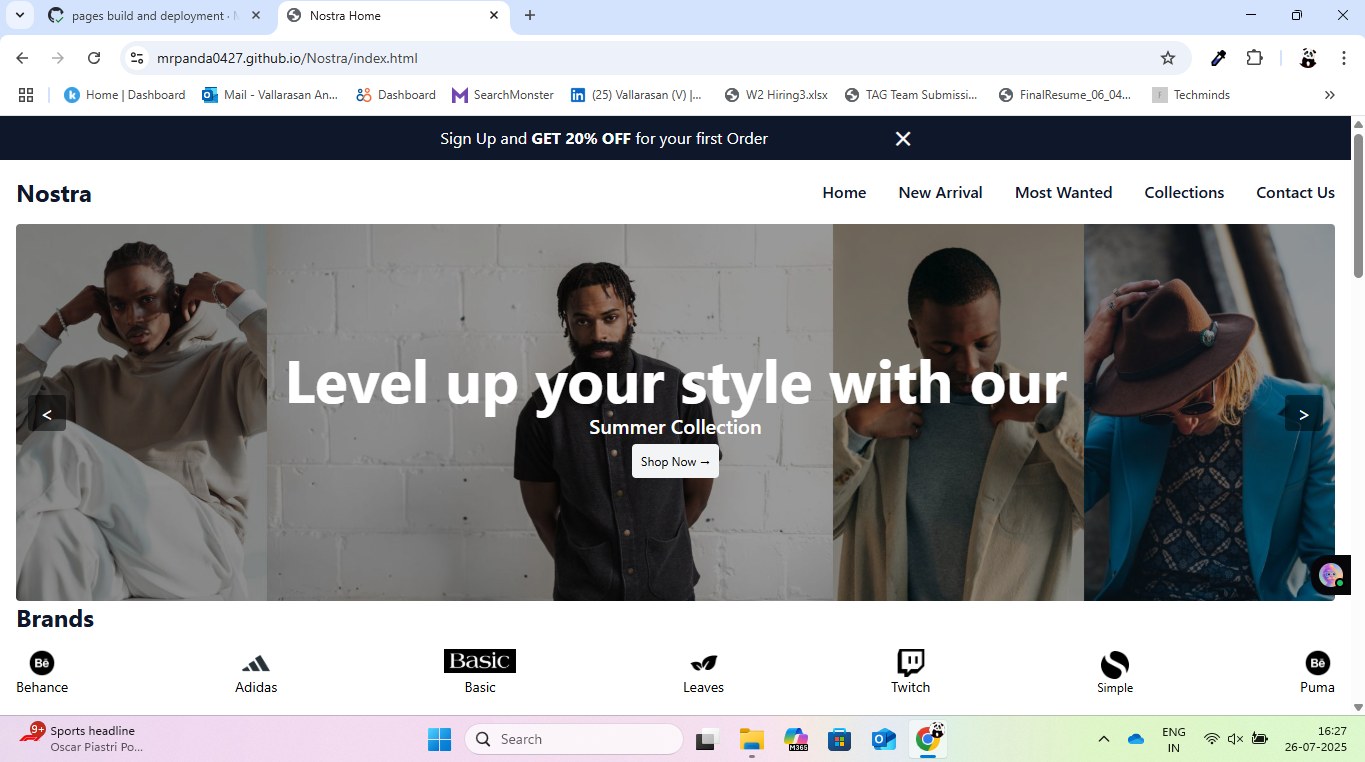 pages build and deployment ·
Nostra Home
mrpanda0427.github.io/Nostra/index.html
Home | Dashboard
Mail - Vallarasan An...
Dashboard
SearchMonster
(25) Vallarasan (V) |...
W2 Hiring3.xlsx
TAG Team Submissi...
FinalResume_06_04...
Techminds
Sign Up and GET 20% OFF for your first Order
Nostra
Home
New Arrival
Most Wanted
Collections
Contact Us
Level up your style with our
<
>
Summer Collection
Shop Now →
Brands
Bē
Basic
Bē
Behance
Adidas
Basic
Leaves
Twitch
Simple
Puma
9+
Sports headline
Oscar Piastri Po...
Search
M365
ENG
IN
16:27
26-07-2025